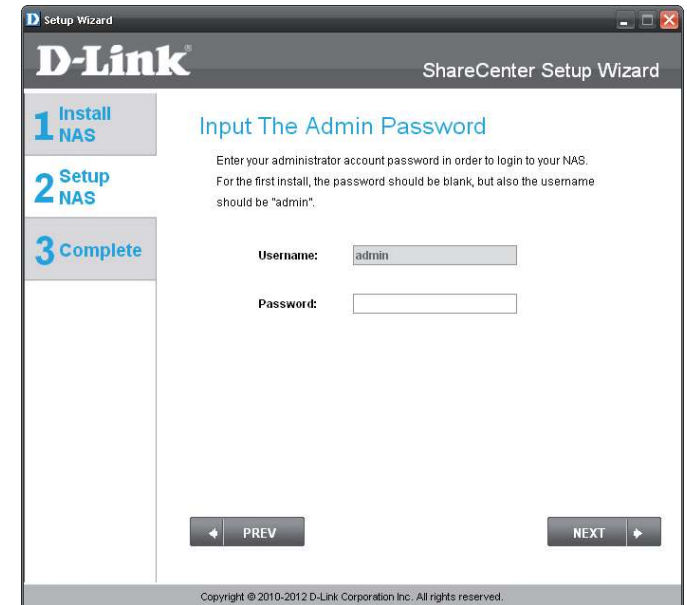 Setup Wizard
D-Link®
ShareCenter Setup Wizard
1 Install
NAS
2 Setup
NAS
3 Complete
Input The Admin Password
Enter your administrator account password in order to login to your NAS.
For the first install, the password should be blank, but also the username
should be "admin".
Username: admin
Password:
PREV
NEXT
Copyright © 2010-2012 D-Link Corporation Inc. All rights reserved.